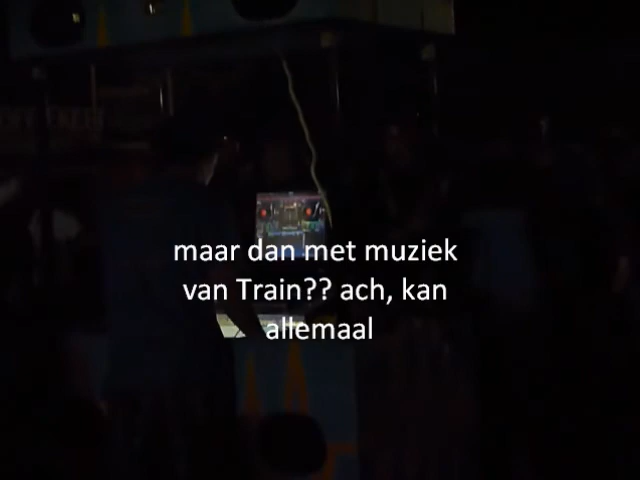 maar dan met muziek
van Train?? ach, kan
allemaal